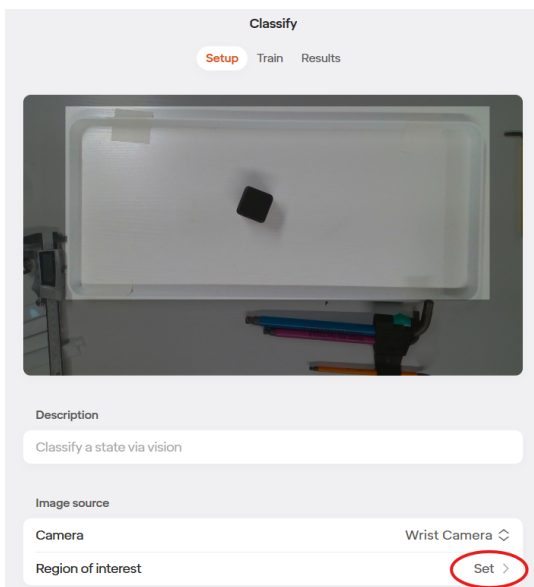 Classify
Setup Train Results
Description
Classify a state via vision
Image source
Camera Wrist Camera
Region of interest Set